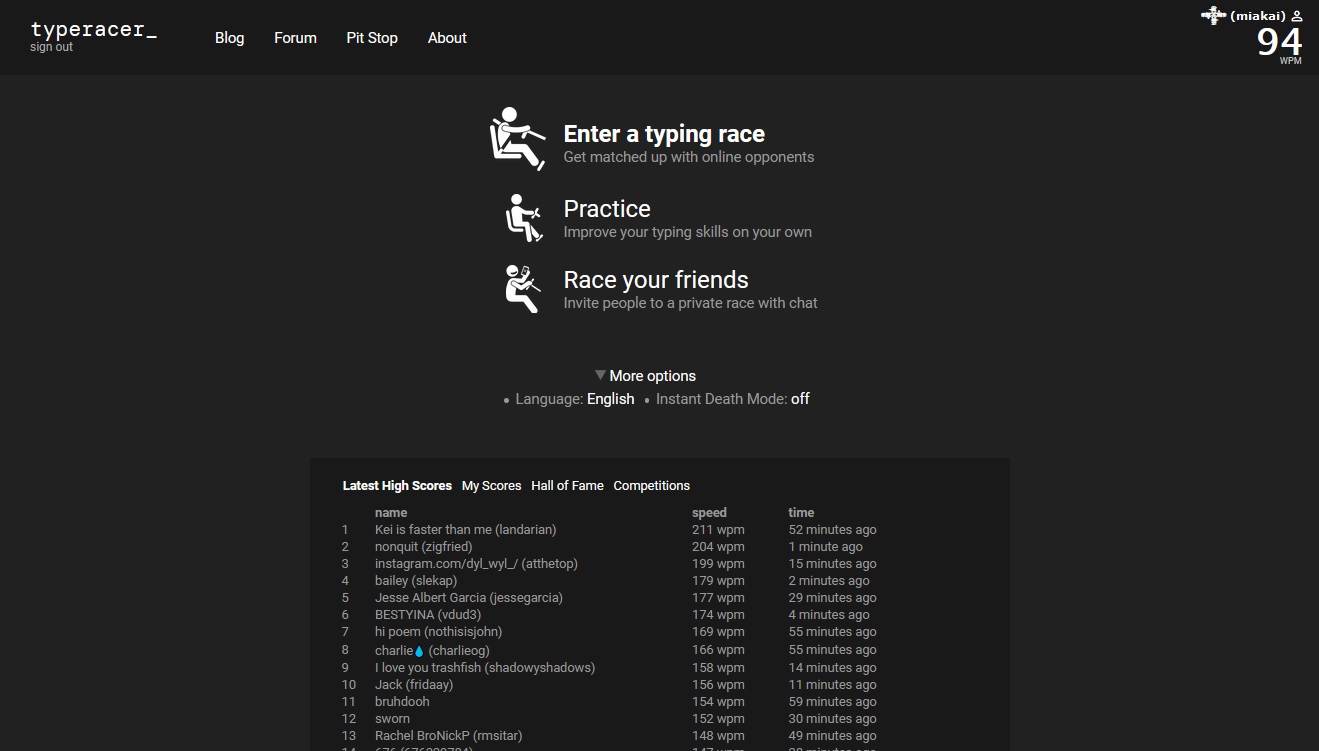 typeracer_
sign out
Blog Forum Pit Stop About
(miakai)
94
WPM
Enter a typing race
Get matched up with online opponents
Practice
Improve your typing skills on your own
Race your friends
Invite people to a private race with chat
▼ More options
• Language: English • Instant Death Mode: off
Latest High Scores My Scores Hall of Fame Competitions
name speed time
1 Kei is faster than me (landarian) 211 wpm 52 minutes ago
2 nonquit (zigfried) 204 wpm 1 minute ago
3 instagram.com/dyl_wyl_/ (atthetop) 199 wpm 15 minutes ago
4 bailey (slekap) 179 wpm 2 minutes ago
5 Jesse Albert Garcia (jessegarcia) 177 wpm 29 minutes ago
6 BESTYINA (vdud3) 174 wpm 4 minutes ago
7 hi poem (nothisisjohn) 169 wpm 55 minutes ago
8 charlie💧 (charlieog) 166 wpm 55 minutes ago
9 I love you trashfish (shadowyshadows) 158 wpm 14 minutes ago
10 Jack (fridaay) 156 wpm 11 minutes ago
11 bruhdooh 154 wpm 59 minutes ago
12 sworn 152 wpm 30 minutes ago
13 Rachel BroNickP (rmsitar) 148 wpm 49 minutes ago